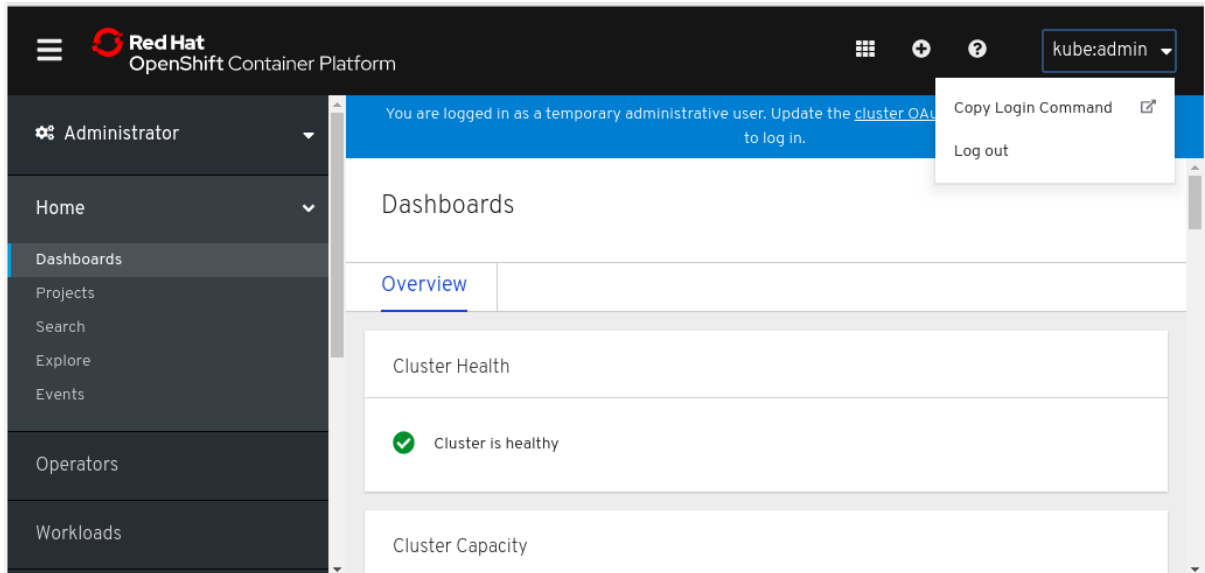 Red Hat
OpenShift Container Platform
kube:admin
Copy Login Command
Log out
Administrator
You are logged in as a temporary administrative user. Update the cluster
to log in.
Home
Dashboards
Projects
Search
Explore
Events
Operators
Workloads
Dashboards
Overview
Cluster Health
Cluster is healthy
Cluster Capacity